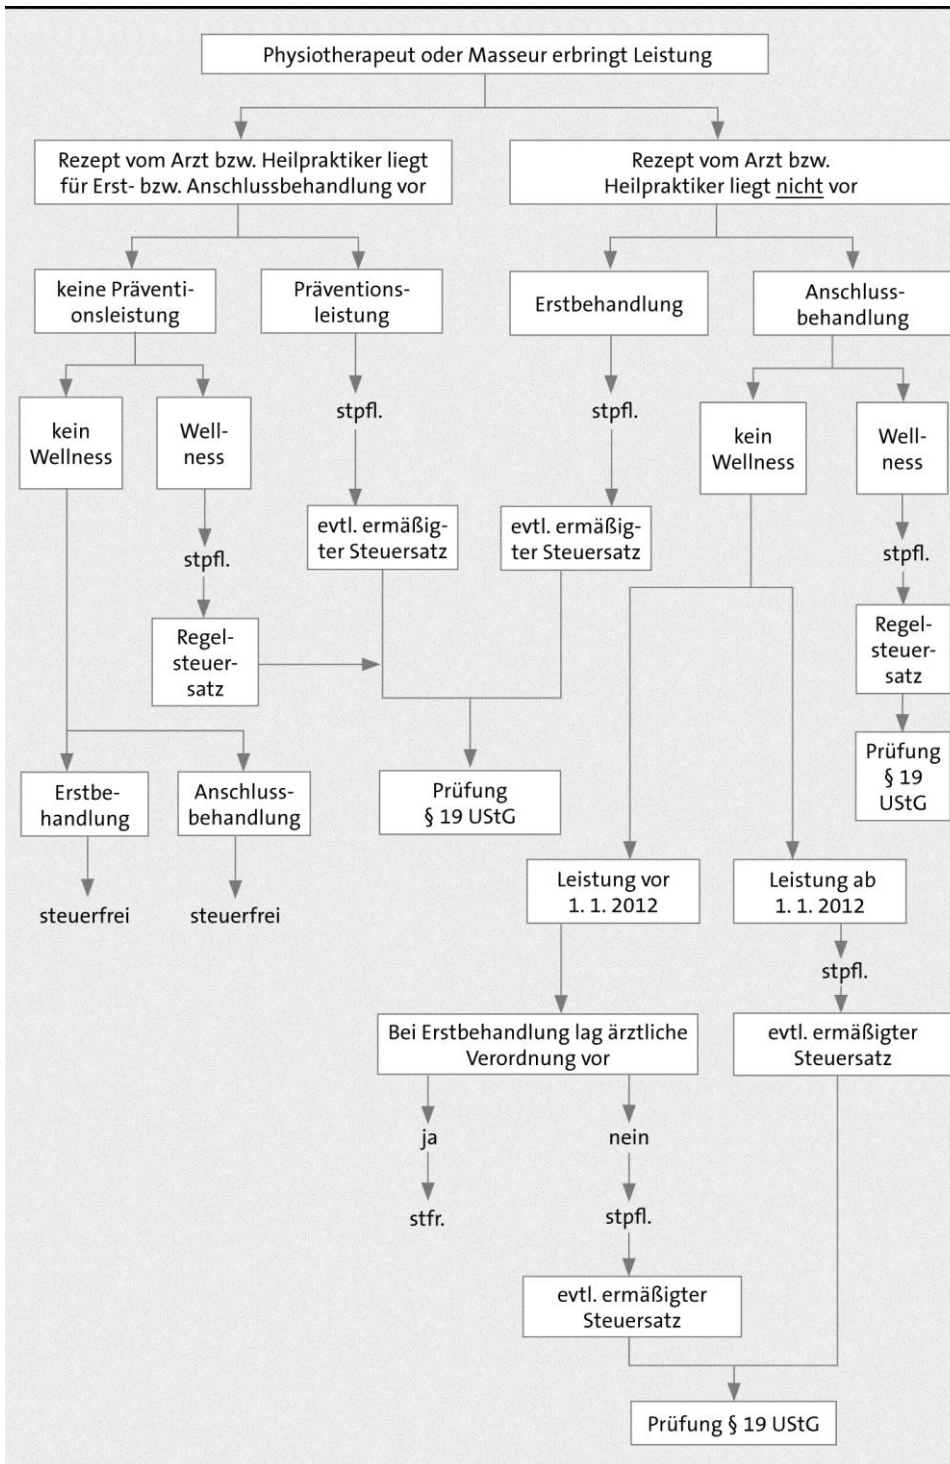 Physiotherapeut oder Masseur erbringt Leistung
Rezept vom Arzt bzw. Heilpraktiker liegt
für Erst- bzw. Anschlussbehandlung vor
Rezept vom Arzt bzw.
Heilpraktiker liegt nicht vor
keine Präventi-
onsleistung
Präventions-
leistung
Erstbehandlung
Anschluss-
behandlung
stpfl.
stpfl.
kein
Wellness
Well-
ness
kein
Wellness
Well-
ness
evtl. ermäßig-
ter Steuersatz
evtl. ermäßig-
ter Steuersatz
stpfl.
stpfl.
Regel-
steuer-
satz
Regel-
steuer-
satz
Prüfung
§ 19
UStG
Erstbe-
handlung
Anschluss-
behandlung
Prüfung
§ 19 UStG
steuerfrei
steuerfrei
Leistung vor
1. 1. 2012
Leistung ab
1. 1. 2012
stpfl.
Bei Erstbehandlung lag ärztliche
Verordnung vor
evtl. ermäßigter
Steuersatz
ja
nein
stfr.
stpfl.
evtl. ermäßigter
Steuersatz
Prüfung § 19 UStG